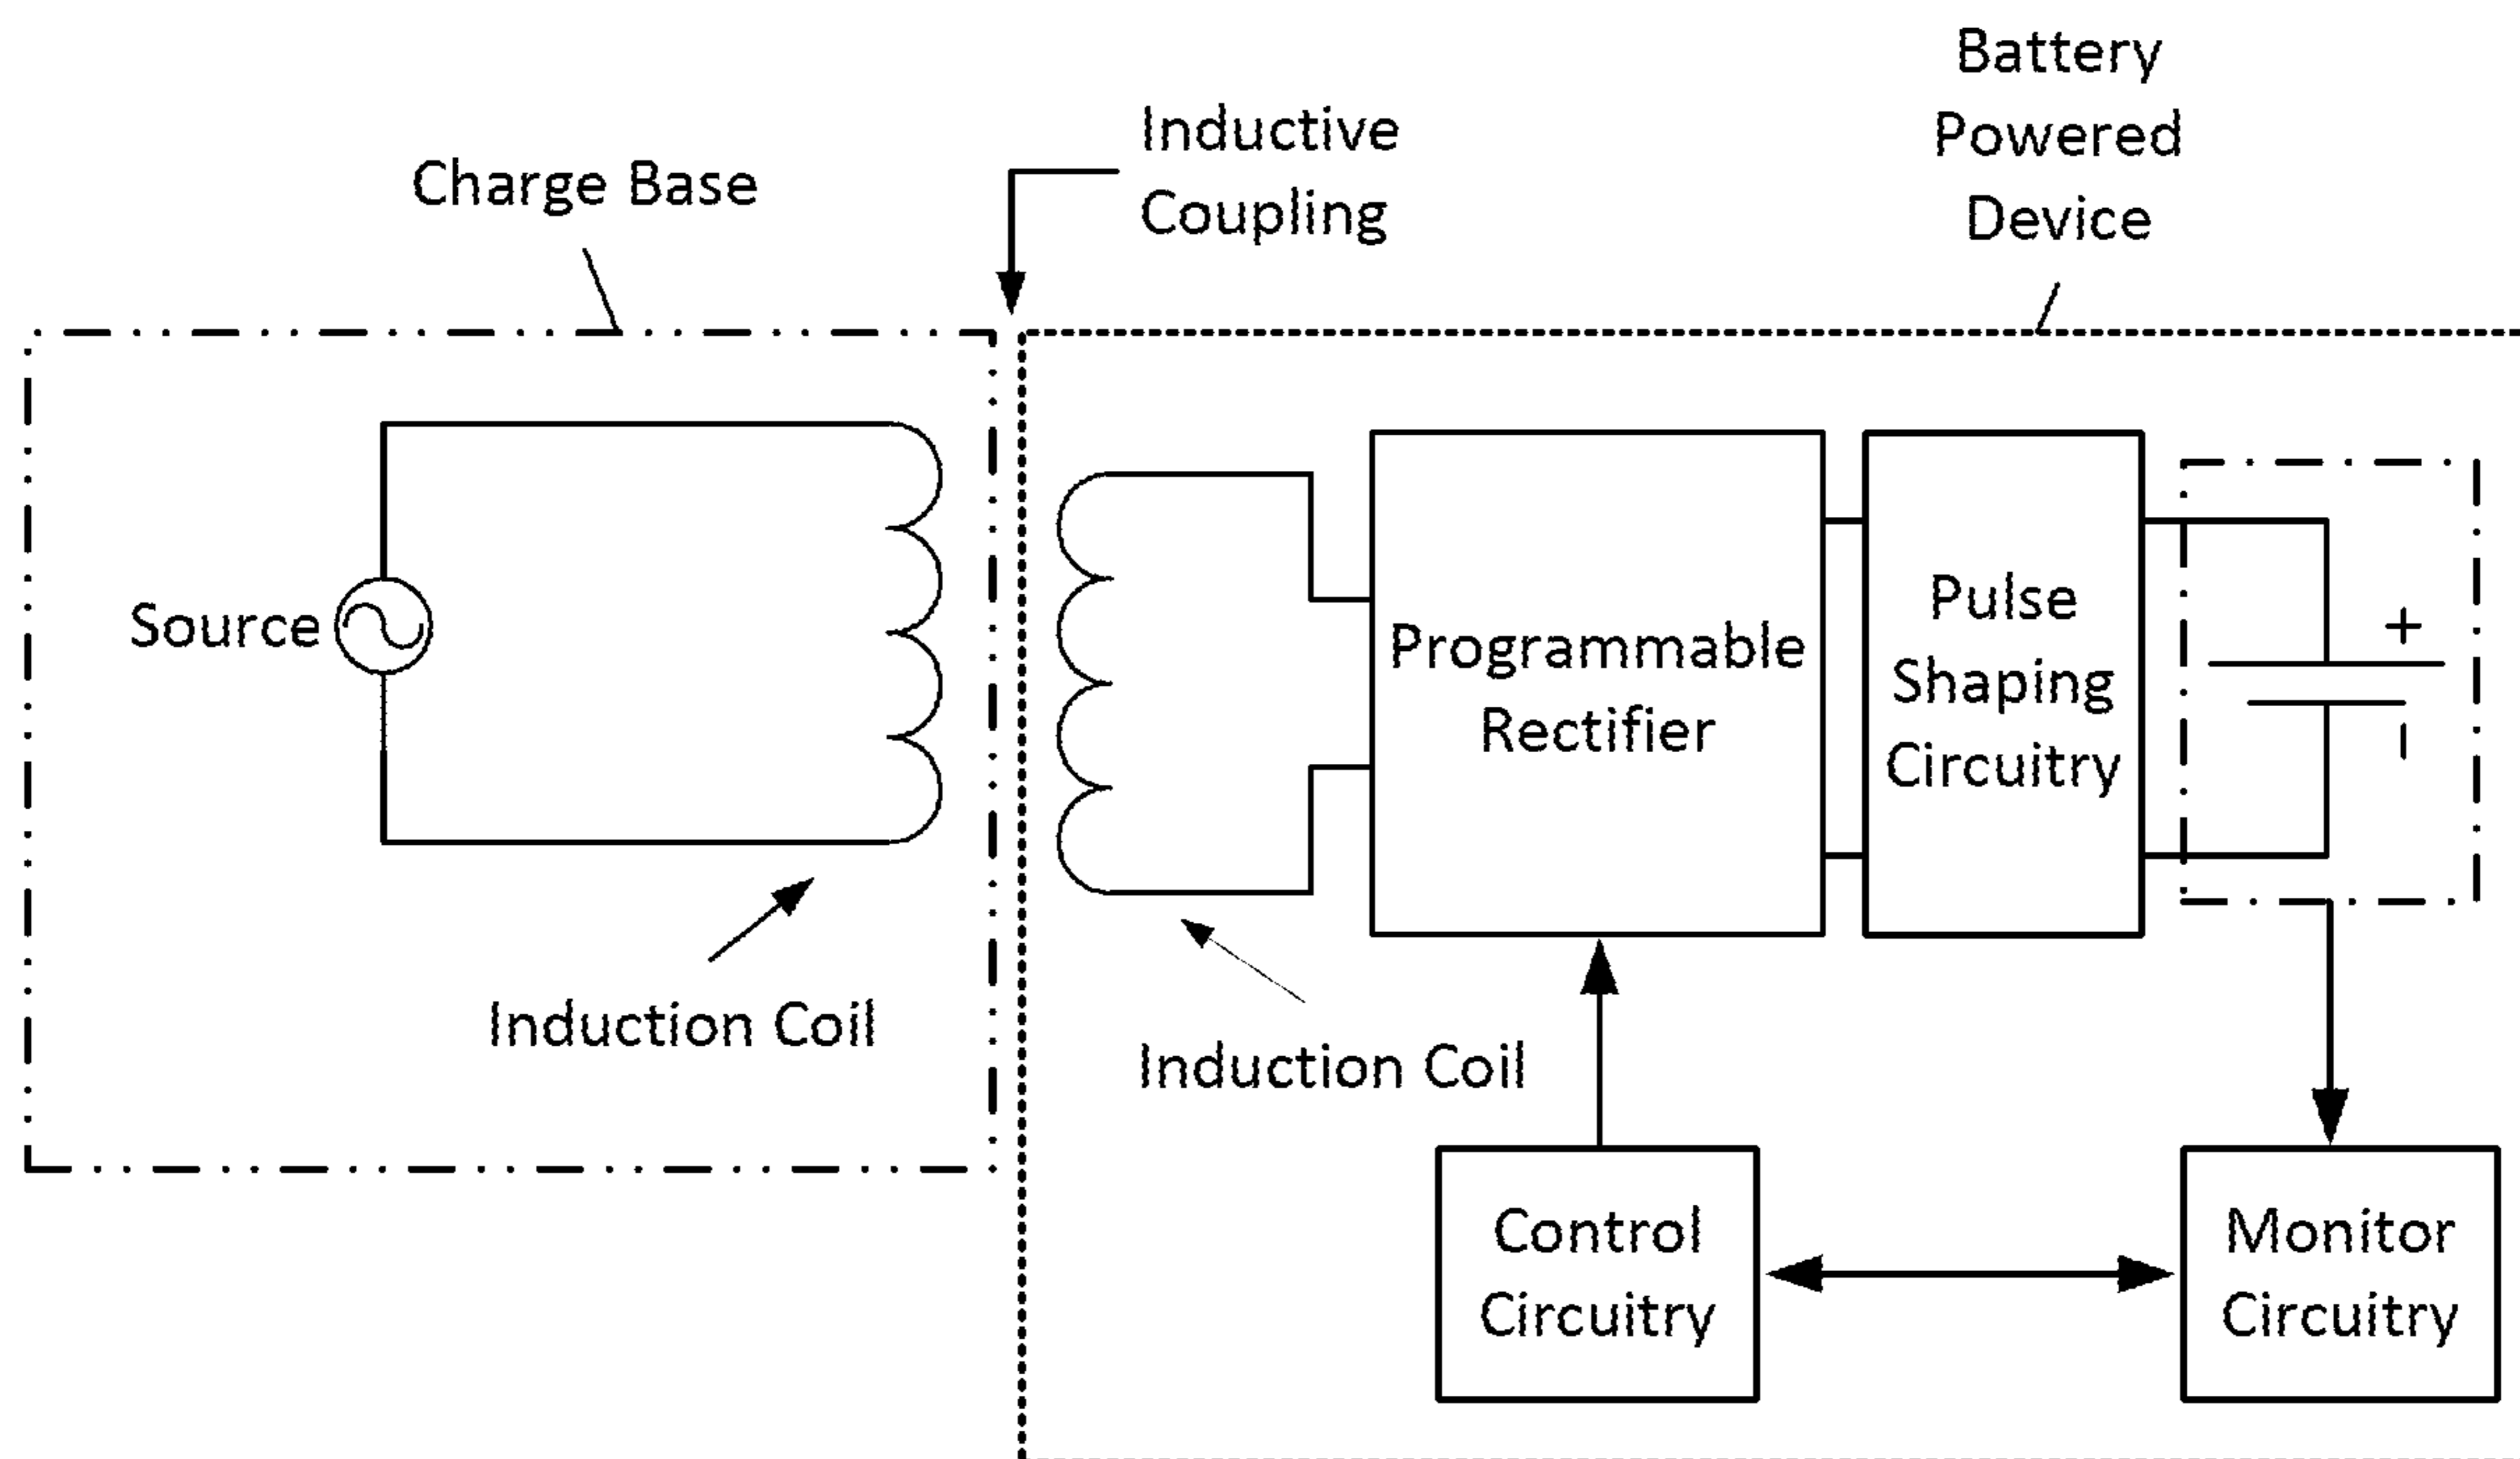 Battery
Powered
Device
Inductive
Coupling
Charge Base
Source
Induction Coil
Induction Coil
Programmable
Rectifier
Pulse
Shaping
Circuitry
+
–
Control
Circuitry
Monitor
Circuitry